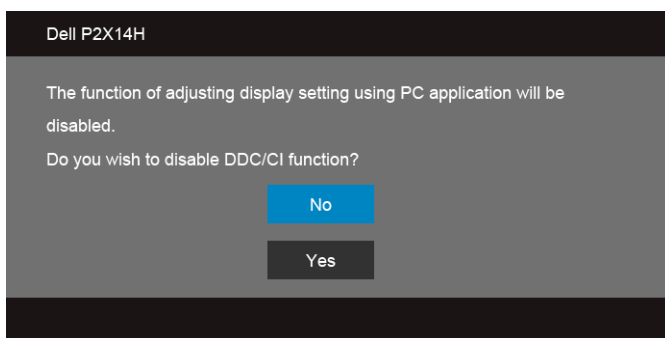 Dell P2X14H
The function of adjusting display setting using PC application will be
disabled.
Do you wish to disable DDC/CI function?
No
Yes